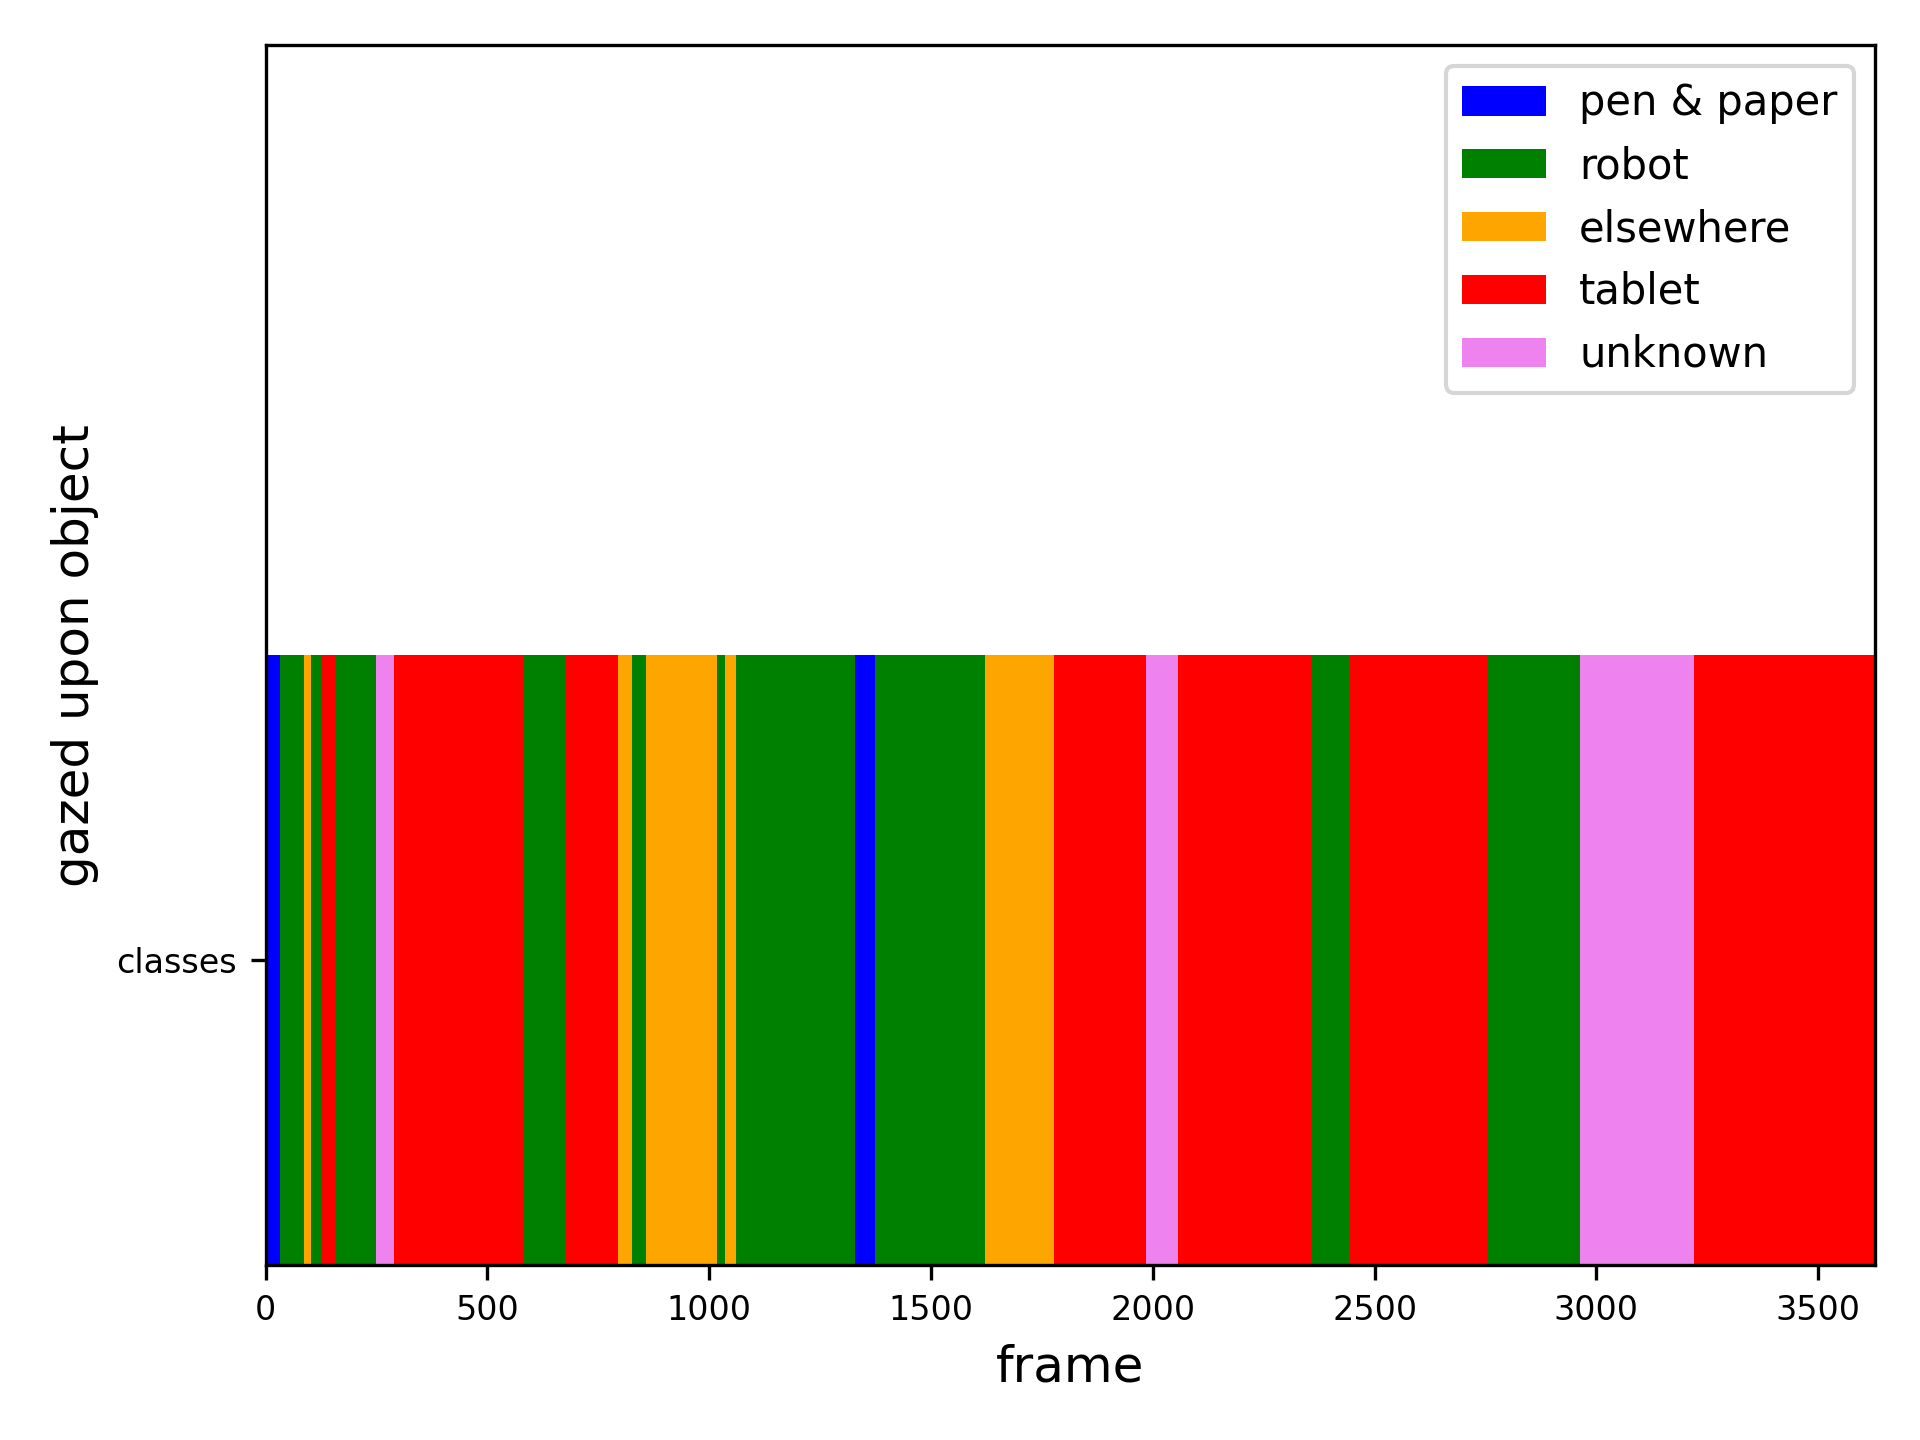 pen & paper
robot
elsewhere
tablet
unknown
gazed upon object
classes
0 500 1000 1500 2000 2500 3000 3500
frame